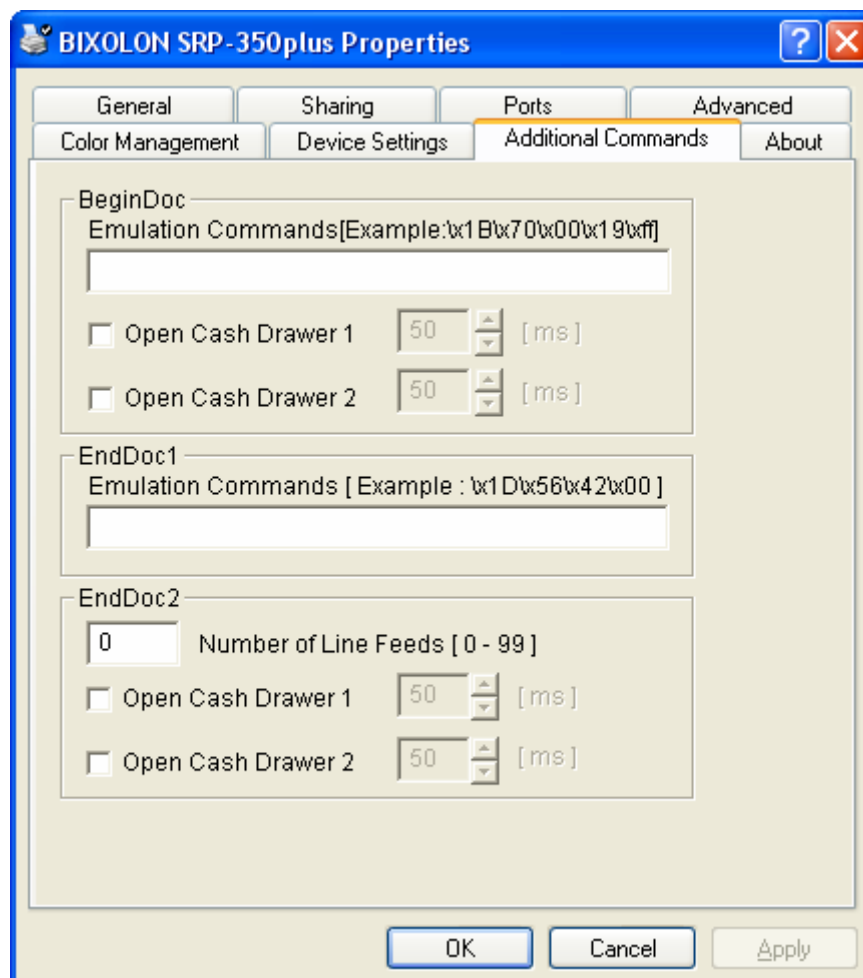 BIXOLON SRP-350plus Properties
General Sharing Ports Advanced
Color Management Device Settings Additional Commands About
BeginDoc
Emulation Commands[Example:\x1B\x70\x00\x19\xff]
Open Cash Drawer 1 50 [ ms ]
Open Cash Drawer 2 50 [ ms ]
EndDoc1
Emulation Commands [ Example : \x1D\x56\x42\x00 ]
EndDoc2
0 Number of Line Feeds [ 0 - 99 ]
Open Cash Drawer 1 50 [ ms ]
Open Cash Drawer 2 50 [ ms ]
OK Cancel Apply